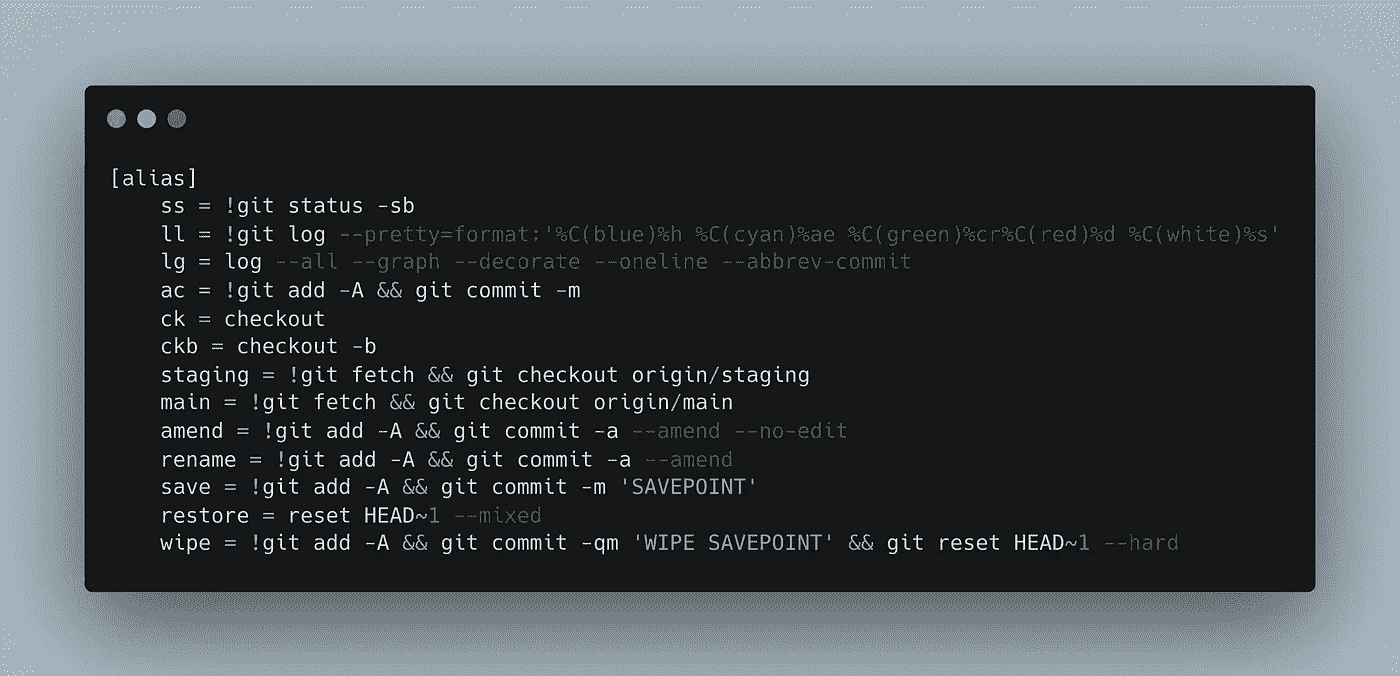 [alias]
ss = !git status -sb
ll = !git log --pretty=format:'%C(blue)%h %C(cyan)%ae %C(green)%cr%C(red)%d %C(white)%s'
lg = log --all --graph --decorate --oneline --abbrev-commit
ac = !git add -A && git commit -m
ck = checkout
ckb = checkout -b
staging = !git fetch && git checkout origin/staging
main = !git fetch && git checkout origin/main
amend = !git add -A && git commit -a --amend --no-edit
rename = !git add -A && git commit -a --amend
save = !git add -A && git commit -m 'SAVEPOINT'
restore = reset HEAD~1 --mixed
wipe = !git add -A && git commit -qm 'WIPE SAVEPOINT' && git reset HEAD~1 --hard